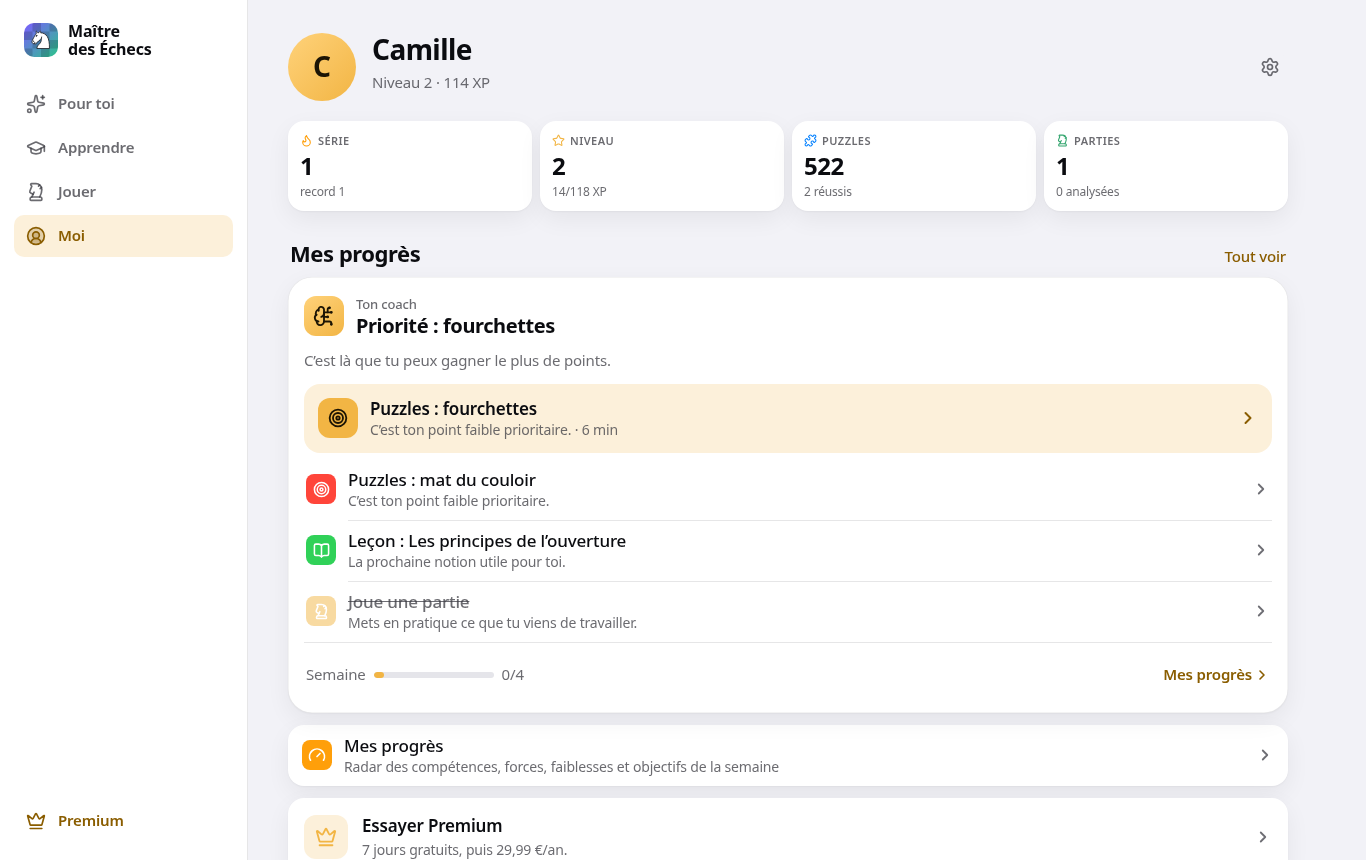 Maître
des Échecs
Pour toi
Apprendre
Jouer
Moi
Premium
C
Camille
Niveau 2 · 114 XP
SÉRIE
1
record 1
NIVEAU
2
14/118 XP
PUZZLES
522
2 réussis
PARTIES
1
0 analysées
Mes progrès
Tout voir
Ton coach
Priorité : fourchettes
C’est là que tu peux gagner le plus de points.
Puzzles : fourchettes
C’est ton point faible prioritaire. · 6 min
Puzzles : mat du couloir
C’est ton point faible prioritaire.
Leçon : Les principes de l’ouverture
La prochaine notion utile pour toi.
Joue une partie
Mets en pratique ce que tu viens de travailler.
Semaine 0/4
Mes progrès
Mes progrès
Radar des compétences, forces, faiblesses et objectifs de la semaine
Essayer Premium
7 jours gratuits, puis 29,99 €/an.